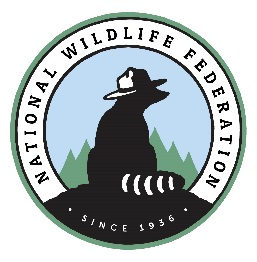 NATIONAL WILDLIFE FEDERATION
• SINCE 1936 •